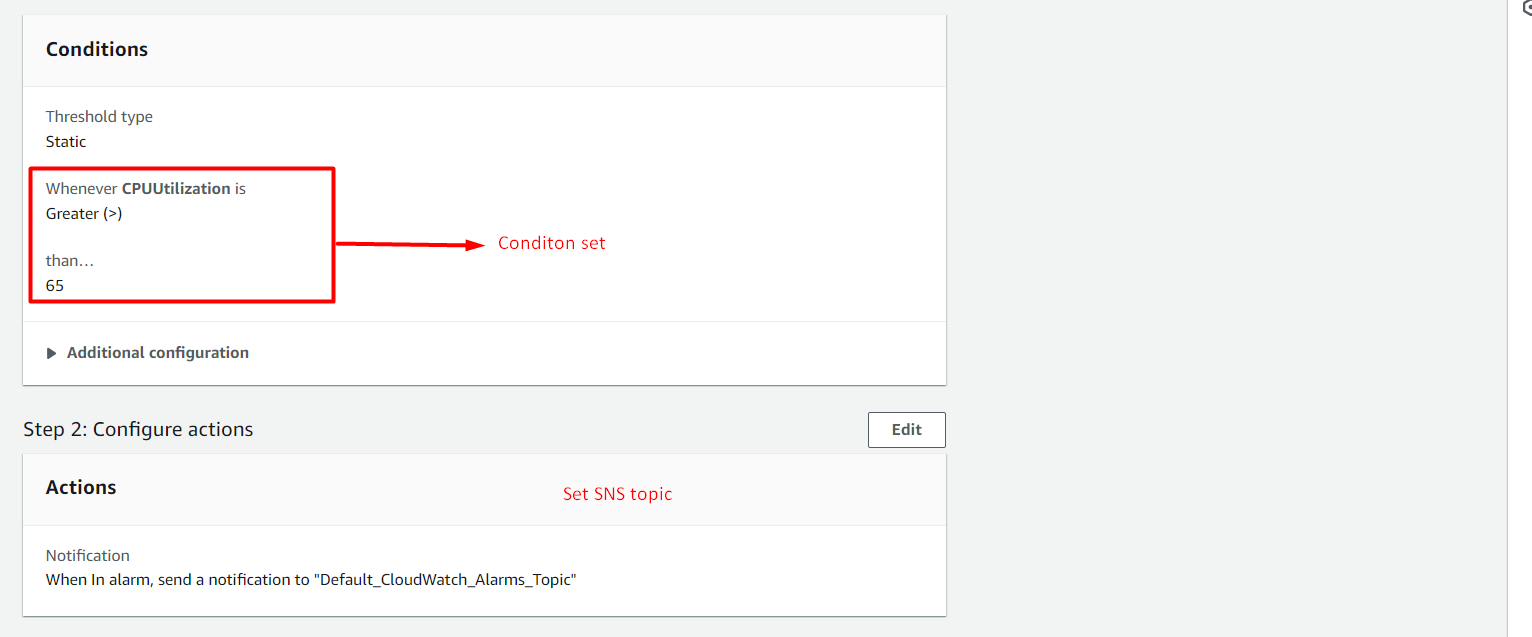 Conditions
Threshold type
Static
Whenever CPUUtilization is
Greater (>)
Conditon set
than...
65
Additional configuration
Step 2: Configure actions
Edit
Actions
Set SNS topic
Notification
When In alarm, send a notification to "Default_CloudWatch_Alarms_Topic"